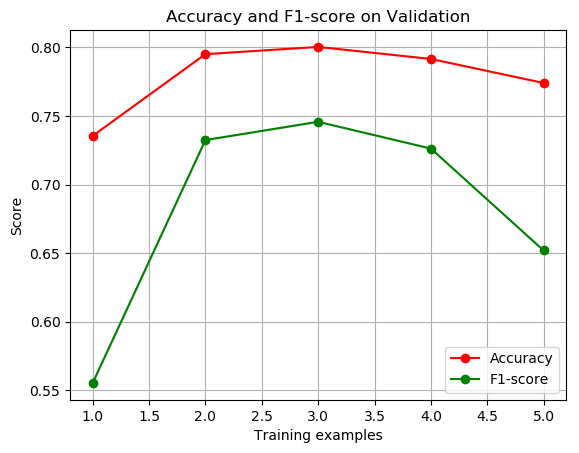 Accuracy and F1-score on Validation
0.80
0.75
0.70
0.65
0.60
0.55
Score
1.0 1.5 2.0 2.5 3.0 3.5 4.0 4.5 5.0
Training examples
Accuracy
F1-score